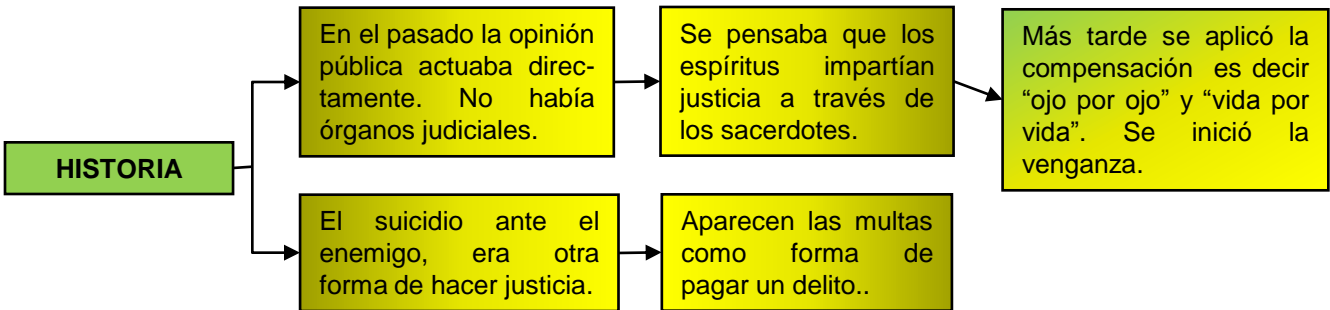 HISTORIA
En el pasado la opinión
pública actuaba direc-
tamente. No había
órganos judiciales.
Se pensaba que los
espíritus impartían
justicia a través de
los sacerdotes.
Más tarde se aplicó la
compensación es decir
“ojo por ojo” y “vida por
vida”. Se inició la
venganza.
El suicidio ante el
enemigo, era otra
forma de hacer justicia.
Aparecen las multas
como forma de
pagar un delito..